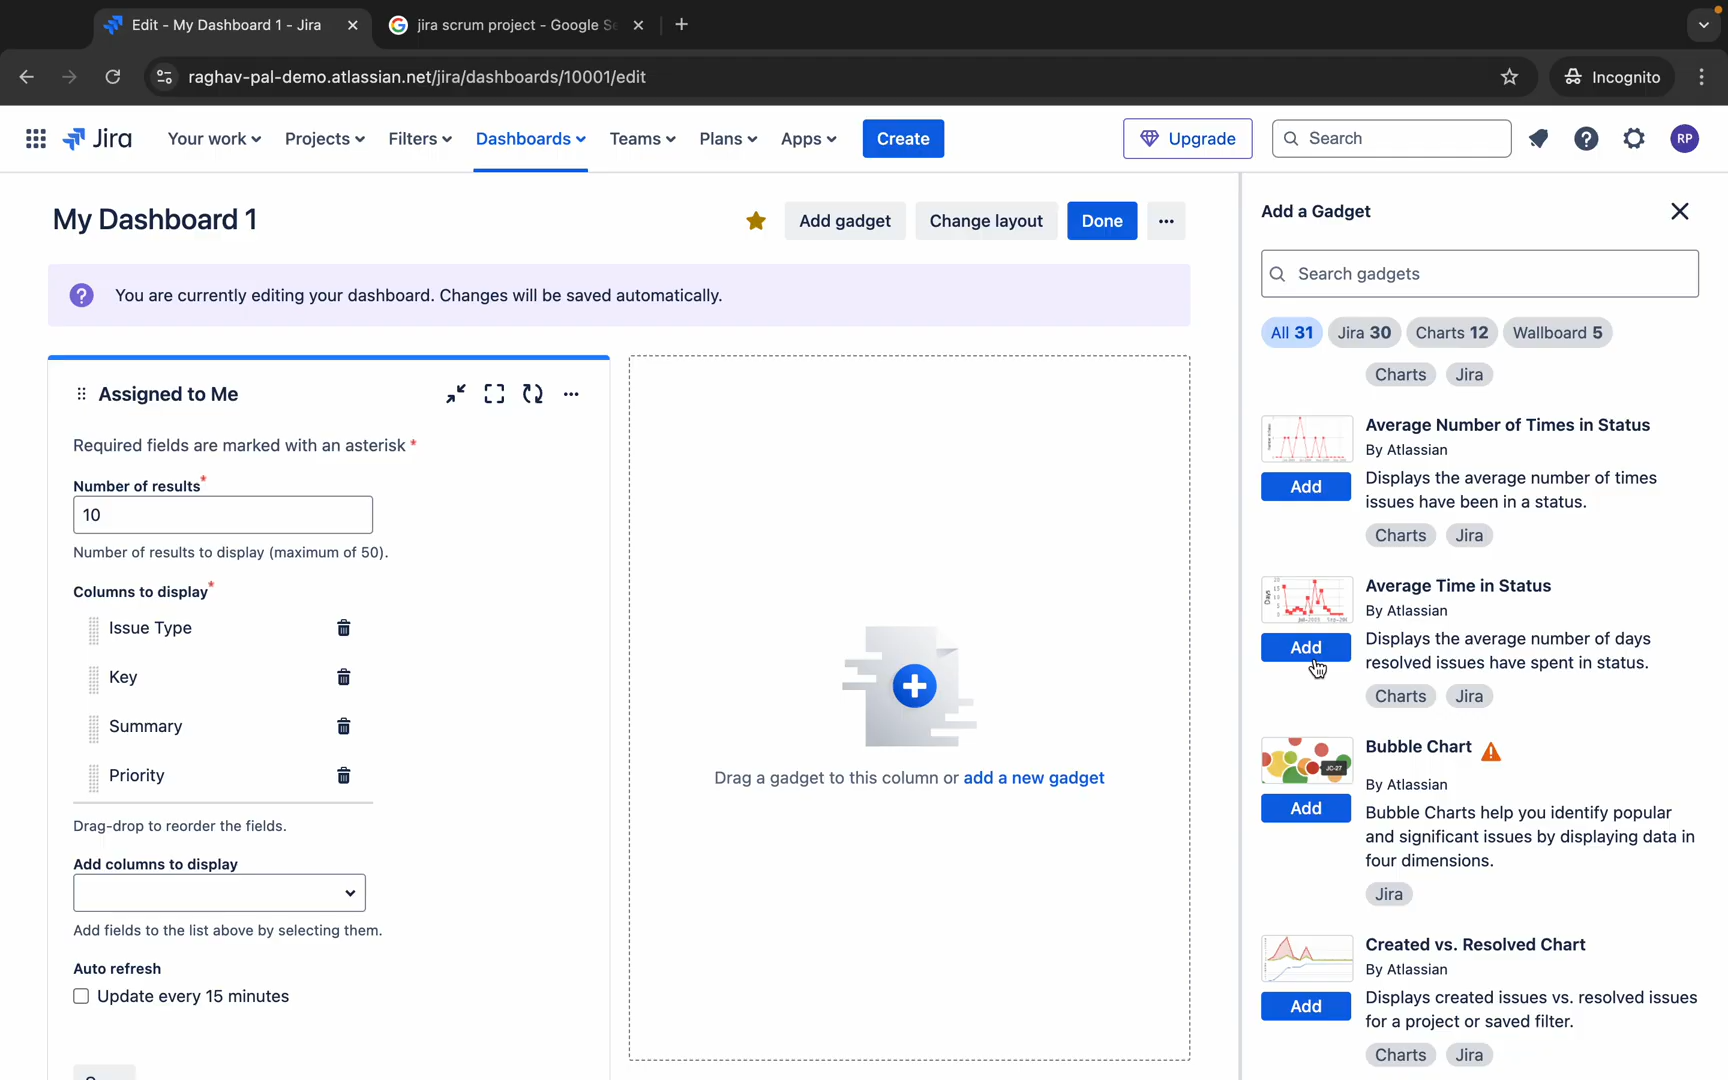 Edit - My Dashboard 1 - Jira
jira scrum project - Google Se
raghav-pal-demo.atlassian.net/jira/dashboards/10001/edit
Incognito
Jira
Your work
Projects
Filters
Dashboards
Teams
Plans
Apps
Create
Upgrade
Search
RP
My Dashboard 1
Add gadget
Change layout
Done
You are currently editing your dashboard. Changes will be saved automatically.
Assigned to Me
Required fields are marked with an asterisk *
Number of results*
10
Number of results to display (maximum of 50).
Columns to display*
Issue Type
Key
Summary
Priority
Drag-drop to reorder the fields.
Add columns to display
Add fields to the list above by selecting them.
Auto refresh
Update every 15 minutes
Drag a gadget to this column or add a new gadget
Add a Gadget
Search gadgets
All 31
Jira 30
Charts 12
Wallboard 5
Charts
Jira
Average Number of Times in Status
By Atlassian
Add
Displays the average number of times
issues have been in a status.
Charts
Jira
Average Time in Status
By Atlassian
Add
Displays the average number of days
resolved issues have spent in status.
Charts
Jira
Bubble Chart
By Atlassian
JC-27
Add
Bubble Charts help you identify popular
and significant issues by displaying data in
four dimensions.
Jira
Created vs. Resolved Chart
By Atlassian
Add
Displays created issues vs. resolved issues
for a project or saved filter.
Charts
Jira